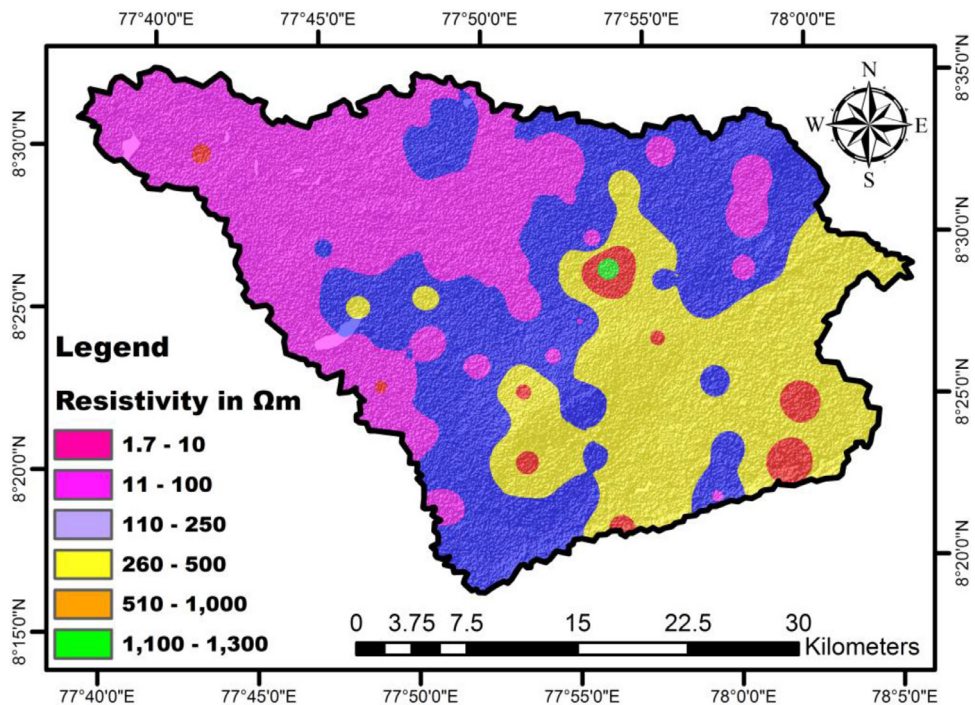 77°40'0"E 77°45'0"E 77°50'0"E 77°55'0"E 78°0'0"E
8°35'0"N
8°30'0"N
8°25'0"N
8°20'0"N
8°30'0"N
8°25'0"N
8°20'0"N
8°15'0"N
N
W E
S
Legend
Resistivity in Ωm
1.7 - 10
11 - 100
110 - 250
260 - 500
510 - 1,000
1,100 - 1,300
0 3.75 7.5 15 22.5 30
Kilometers
77°40'0"E 77°45'0"E 77°50'0"E 77°55'0"E 78°0'0"E 78°5'0"E